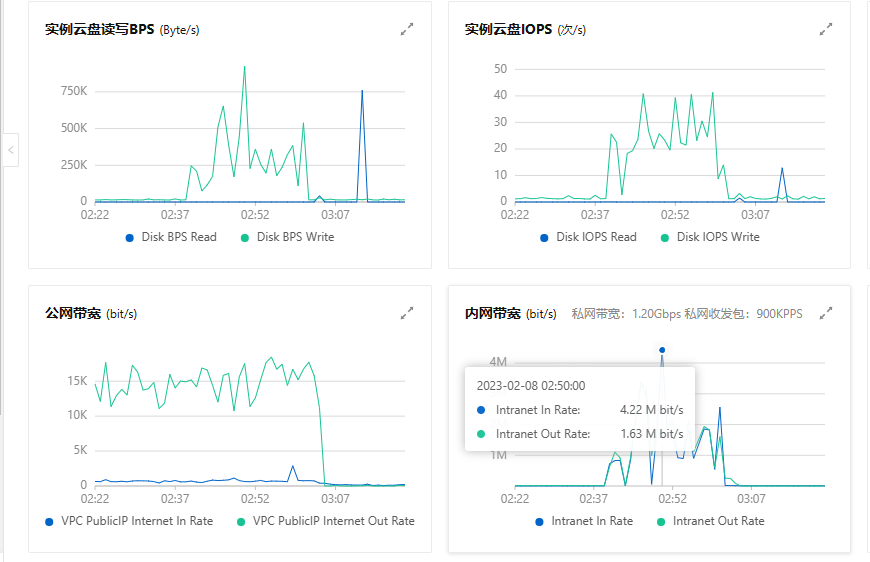 实例云盘读写BPS (Byte/s)
750K
500K
250K
0
02:22 02:37 02:52 03:07
Disk BPS Read Disk BPS Write
实例云盘IOPS (次/s)
50
40
30
20
10
0
02:22 02:37 02:52 03:07
Disk IOPS Read Disk IOPS Write
公网带宽 (bit/s)
15K
10K
5K
0
02:22 02:37 02:52 03:07
VPC PublicIP Internet In Rate VPC PublicIP Internet Out Rate
内网带宽 (bit/s) 私网带宽：1.20Gbps 私网收发包：900KPPS
4M
2023-02-08 02:50:00
Intranet In Rate: 4.22 M bit/s
Intranet Out Rate: 1.63 M bit/s
1M
02:22 02:37 02:52 03:07
Intranet In Rate Intranet Out Rate